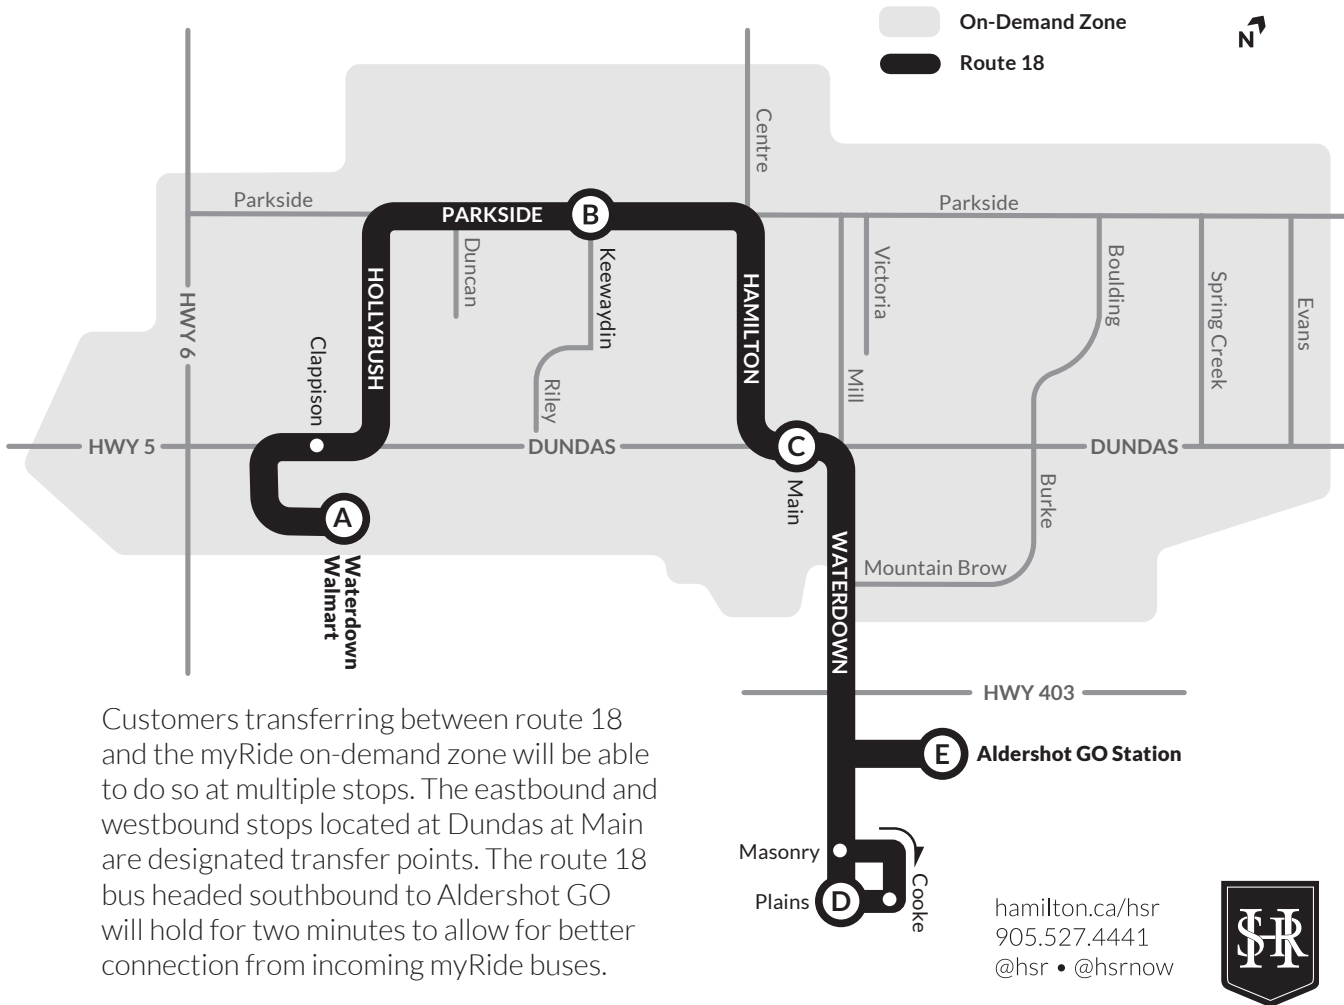 On-Demand Zone
Route 18
N
Centre
Parkside
PARKSIDE
B
Parkside
HWY 6
Clappison
HOLLYBUSH
Duncan
Keewaydin
Riley
HAMILTON
Victoria
Mill
Boulding
Spring Creek
Evans
HWY 5
DUNDAS
C
DUNDAS
Main
Burke
A
Waterdown
Walmart
WATERDOWN
Mountain Brow
HWY 403
E
Aldershot GO Station
Masonry
Plains
D
Cooke
Customers transferring between route 18
and the myRide on-demand zone will be able
to do so at multiple stops. The eastbound and
westbound stops located at Dundas at Main
are designated transfer points. The route 18
bus headed southbound to Aldershot GO
will hold for two minutes to allow for better
connection from incoming myRide buses.
hamilton.ca/hsr
905.527.4441
@hsr • @hsrnow
HSR